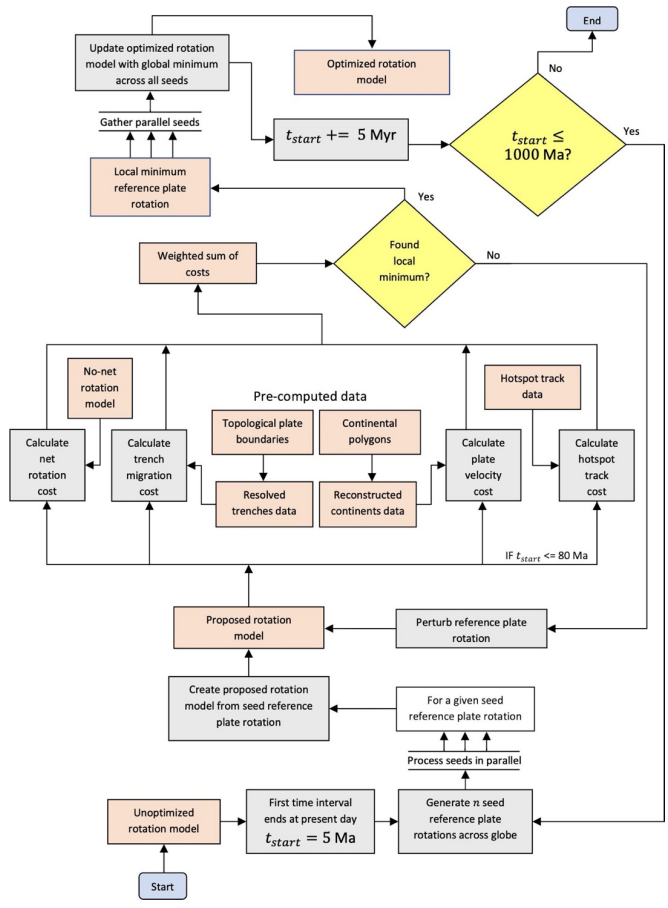 End
Update optimized rotation
model with global minimum
across all seeds
Optimized rotation
model
No
Gather parallel seeds
t_start += 5 Myr
t_start ≤
1000 Ma?
Yes
Local minimum
reference plate
rotation
Yes
Weighted sum of
costs
Found
local
minimum?
No
No-net
rotation
model
Pre-computed data
Hotspot track
data
Topological plate
boundaries
Continental
polygons
Calculate
net
rotation
cost
Calculate
trench
migration
cost
Resolved
trenches data
Reconstructed
continents data
Calculate
plate
velocity
cost
Calculate
hotspot
track
cost
IF t_start <= 80 Ma
Proposed rotation
model
Perturb reference plate
rotation
Create proposed rotation
model from seed reference
plate rotation
For a given seed
reference plate rotation
Process seeds in parallel
Unoptimized
rotation model
First time interval
ends at present day
t_start = 5 Ma
Generate n seed
reference plate
rotations across globe
Start